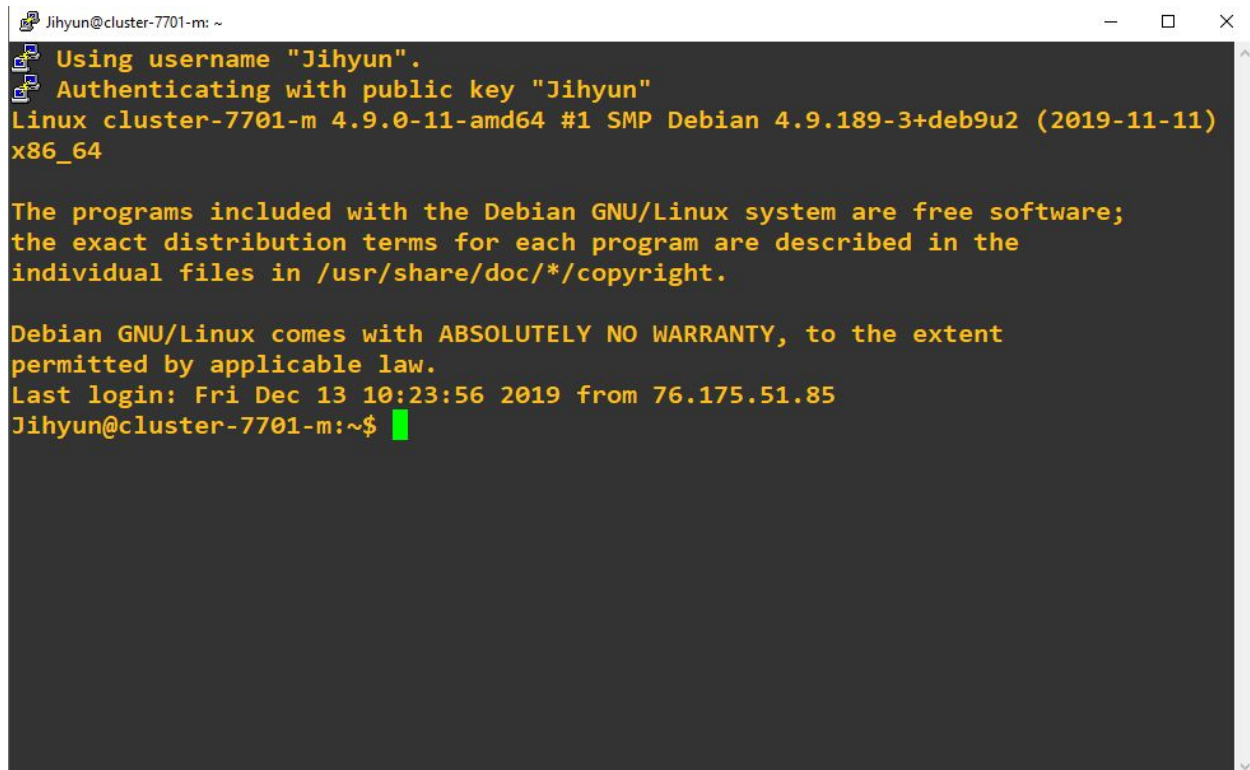 Jihyun@cluster-7701-m: ~
Using username "Jihyun".
Authenticating with public key "Jihyun"
Linux cluster-7701-m 4.9.0-11-amd64 #1 SMP Debian 4.9.189-3+deb9u2 (2019-11-11)
x86_64
The programs included with the Debian GNU/Linux system are free software;
the exact distribution terms for each program are described in the
individual files in /usr/share/doc/*/copyright.
Debian GNU/Linux comes with ABSOLUTELY NO WARRANTY, to the extent
permitted by applicable law.
Last login: Fri Dec 13 10:23:56 2019 from 76.175.51.85
Jihyun@cluster-7701-m:~$